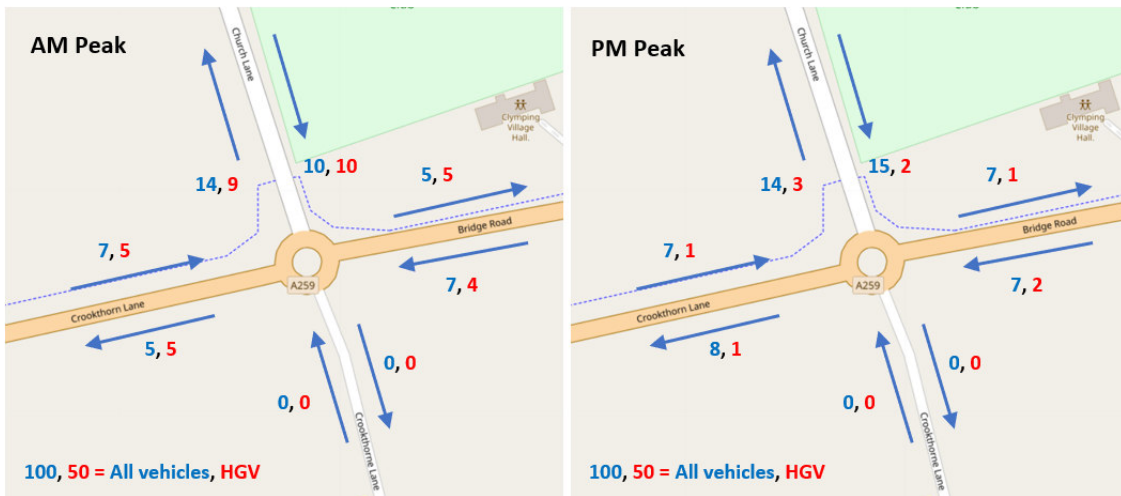 AM Peak
Church Lane
Clymping
Village
Hall.
10, 10
14, 9
5, 5
7, 5
Bridge Road
7, 4
A259
Crookthorn Lane
5, 5
0, 0
0, 0
Crookthorne Lane
100, 50 = All vehicles, HGV
PM Peak
Church Lane
Clymping
Village
Hall.
15, 2
14, 3
7, 1
7, 1
Bridge Road
7, 2
A259
Crookthorn Lane
8, 1
0, 0
0, 0
Crookthorne Lane
100, 50 = All vehicles, HGV